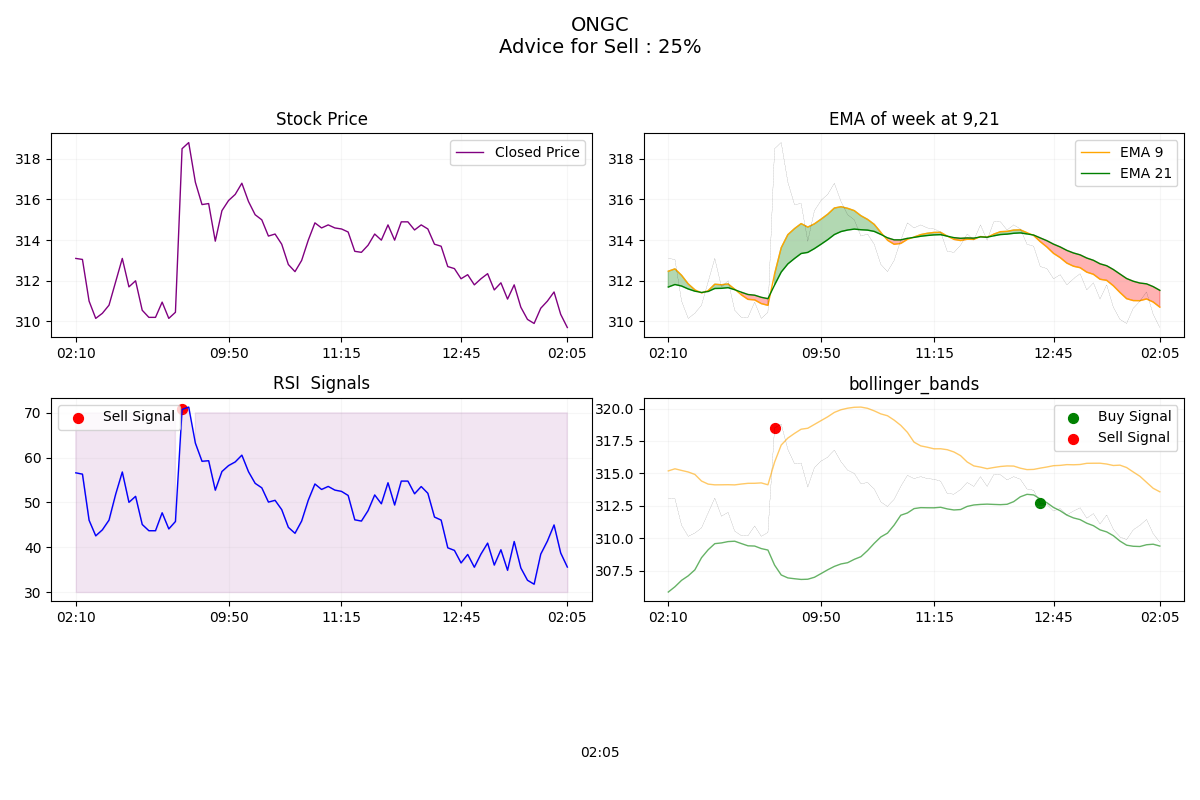 ONGC
Advice for Sell : 25%
Stock Price
318
316
314
312
310
Closed Price
02:10 09:50 11:15 12:45 02:05
EMA of week at 9,21
318
316
314
312
310
EMA 9
EMA 21
02:10 09:50 11:15 12:45 02:05
RSI  Signals
70
60
50
40
30
Sell Signal
02:10 09:50 11:15 12:45 02:05
bollinger_bands
320.0
317.5
315.0
312.5
310.0
307.5
Buy Signal
Sell Signal
02:10 09:50 11:15 12:45 02:05
02:05